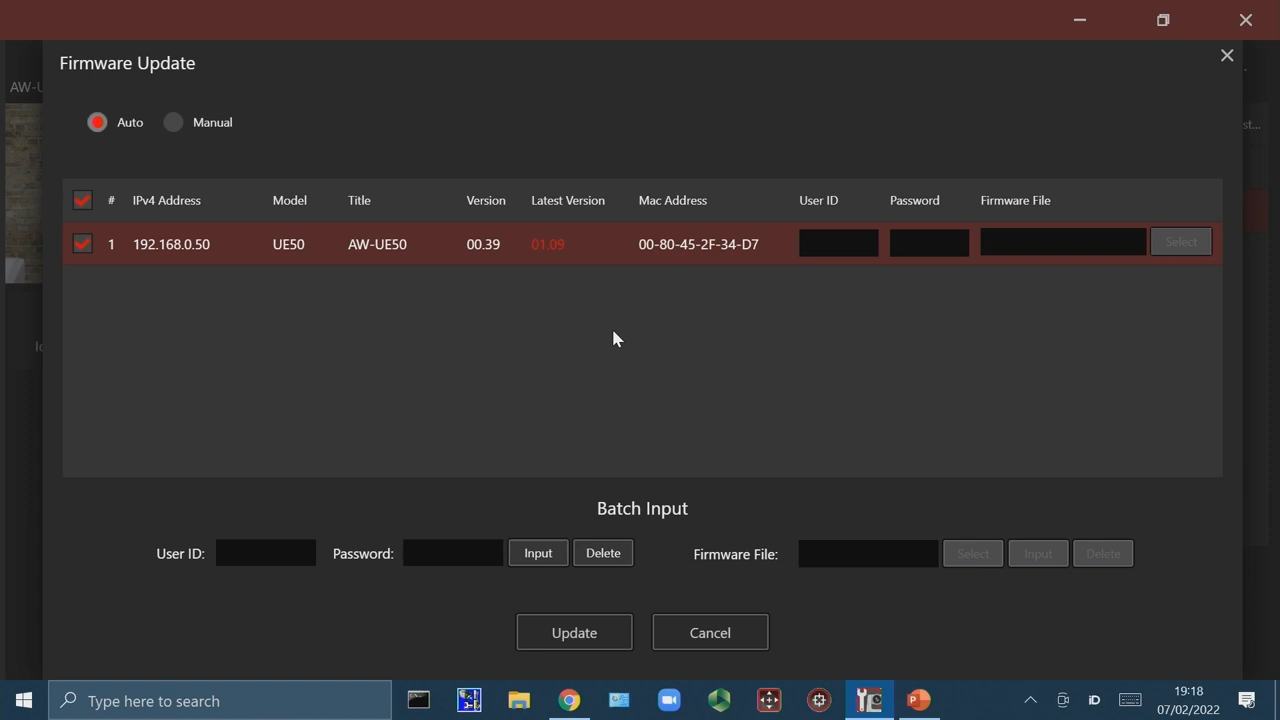 Firmware Update
AW-U
Auto Manual
st...
# IPv4 Address Model Title Version Latest Version Mac Address User ID Password Firmware File
1 192.168.0.50 UE50 AW-UE50 00.39 01.09 00-80-45-2F-34-D7 Select
Batch Input
User ID: Password: Input Delete Firmware File: Select Input Delete
Update Cancel
Type here to search
iD
19:18
07/02/2022